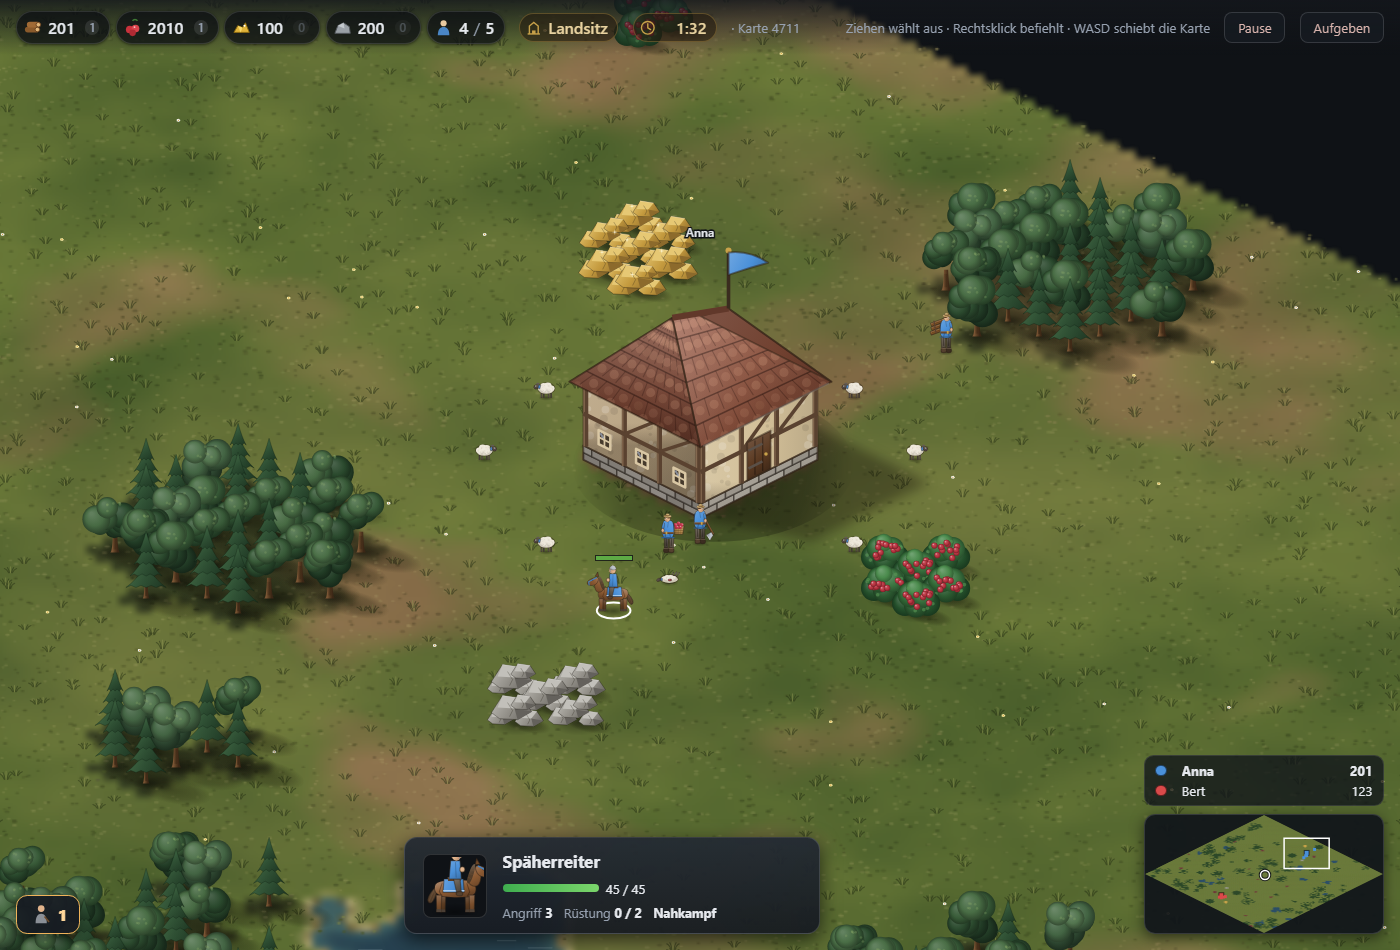 201 1 2010 1 100 0 200 0 4 / 5 Landsitz 1:32 · Karte 4711 Ziehen wählt aus · Rechtsklick befiehlt · WASD schiebt die Karte Pause Aufgeben
Anna
Anna 201
Bert 123
Späherreiter
45 / 45
Angriff 3 Rüstung 0 / 2 Nahkampf
1